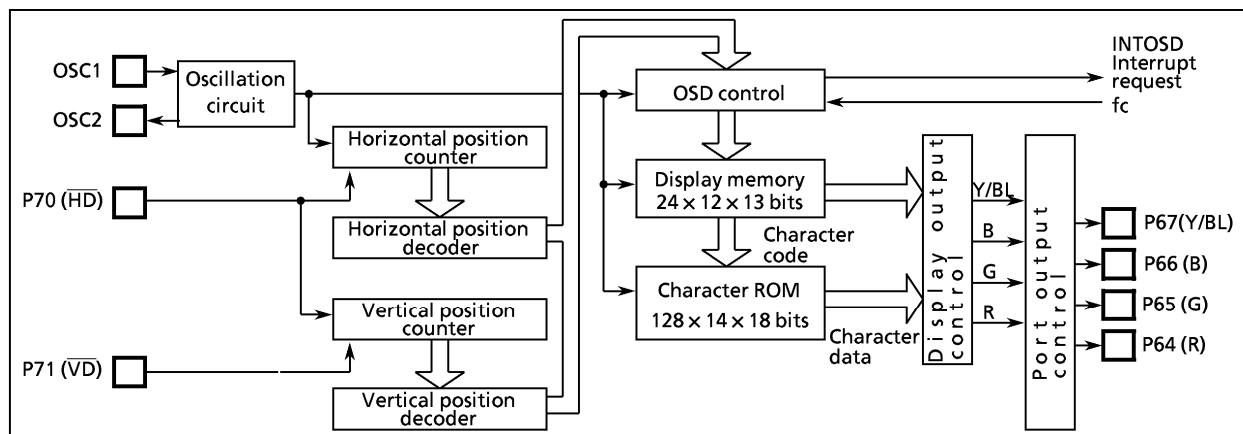 OSC1
OSC2
Oscillation
circuit
P70 (HD)
P71 (VD)
Horizontal position
counter
Horizontal position
decoder
Vertical position
counter
Vertical position
decoder
OSD control
Display memory
24 × 12 × 13 bits
Character
code
Character ROM
128 × 14 × 18 bits
Character
data
INTOSD
Interrupt
request
fc
Display output
control
Y/BL
B
G
R
Port output
control
P67(Y/BL)
P66 (B)
P65 (G)
P64 (R)